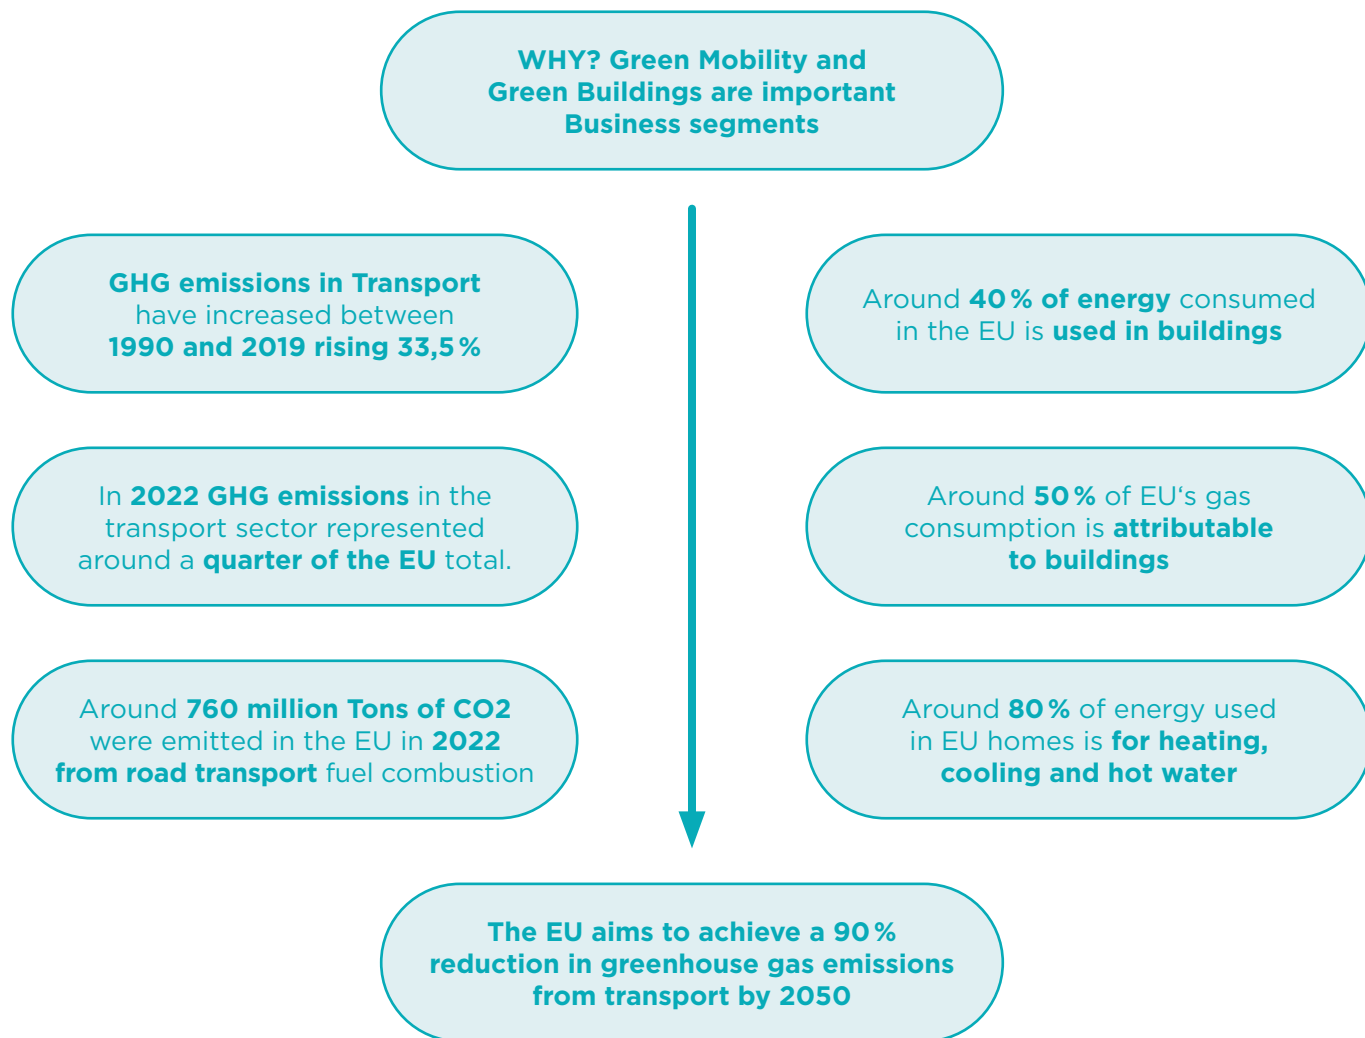 WHY? Green Mobility and
Green Buildings are important
Business segments
GHG emissions in Transport
have increased between
1990 and 2019 rising 33,5 %
In 2022 GHG emissions in the
transport sector represented
around a quarter of the EU total.
Around 760 million Tons of CO2
were emitted in the EU in 2022
from road transport fuel combustion
Around 40 % of energy consumed
in the EU is used in buildings
Around 50 % of EU‘s gas
consumption is attributable
to buildings
Around 80 % of energy used
in EU homes is for heating,
cooling and hot water
The EU aims to achieve a 90 %
reduction in greenhouse gas emissions
from transport by 2050